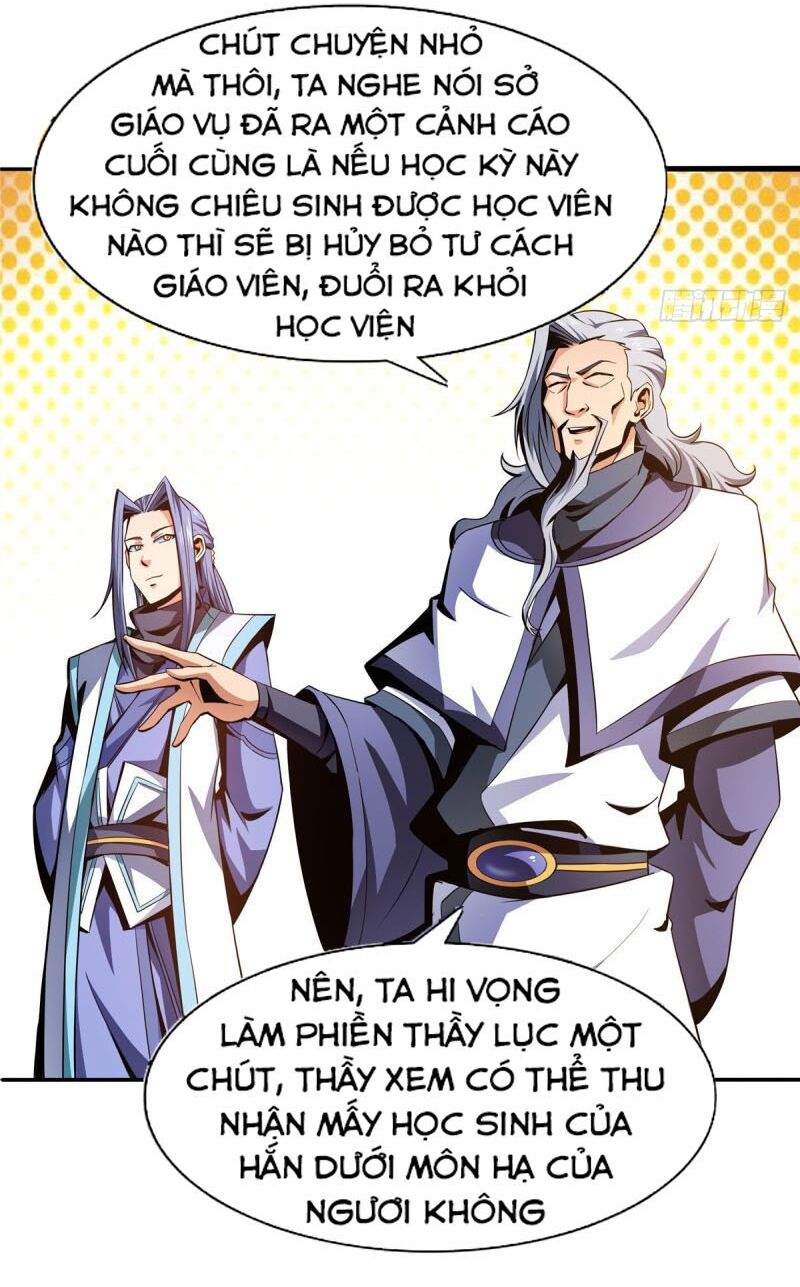 CHÚT CHUYỆN NHỎ
MÀ THÔI, TA NGHE NÓI SỞ
GIÁO VỤ ĐÃ RA MỘT CẢNH CÁO
CUỐI CÙNG LÀ NẾU HỌC KỲ NÀY
KHÔNG CHIÊU SINH ĐƯỢC HỌC VIÊN
NÀO THÌ SẼ BỊ HỦY BỎ TƯ CÁCH
GIÁO VIÊN, ĐUỔI RA KHỎI
HỌC VIỆN
NÊN, TA HI VỌNG
LÀM PHIỀN THẦY LỤC MỘT
CHÚT, THẦY XEM CÓ THỂ THU
NHẬN MẤY HỌC SINH CỦA
HẮN DƯỚI MÔN HẠ CỦA
NGƯƠI KHÔNG